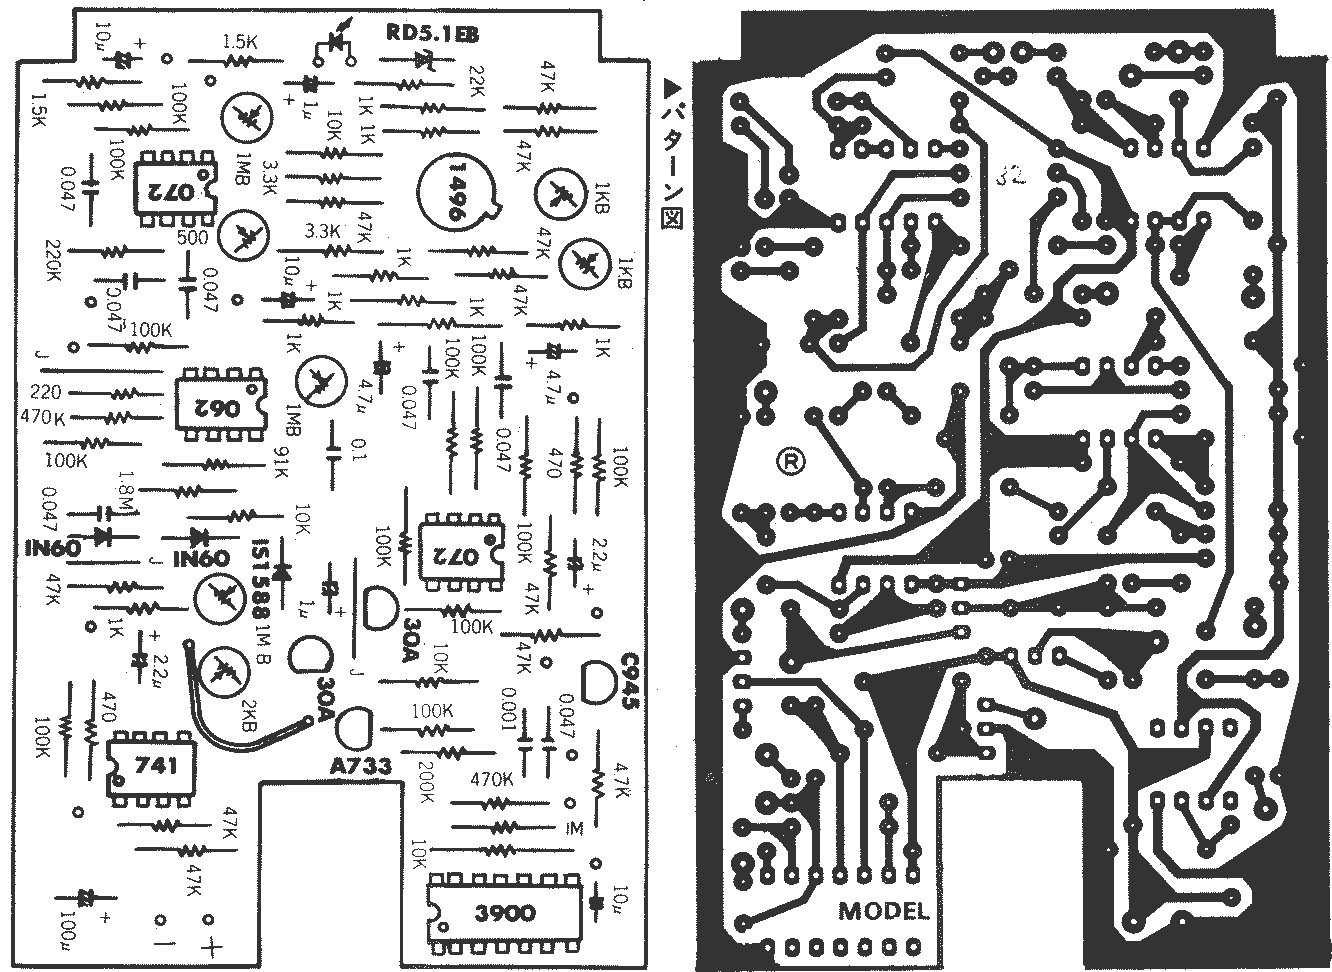 10μ
+
1.5K
RD5.1EB
1.5K
100K
100K
1μ
+
10K
1K
1K
22K
47K
47K
1MB
3.3K
072
0.047
1496
1KB
500
3.3K
47K
47K
1K
1KB
220K
0.047
0.047
10μ
+
1K
1K
47K
1K
100K
J
1K
220
470K
100K
062
1MB
4.7μ
+
0.047
100K
100K
4.7μ
+
91K
0.1
0.047
470
100K
1.8M
0.047
10K
IN60
IN60
1S1588
J
100K
072
100K
2.2μ
+
47K
1K
1MB
1μ
+
30A
100K
47K
47K
2.2μ
+
2KB
30A
J
10K
C945
100K
470
741
A733
100K
200K
0.001
0.047
470K
4.7K
1M
10K
47K
47K
3900
10μ
100μ
+
−
+
▶パターン図
32
R
MODEL